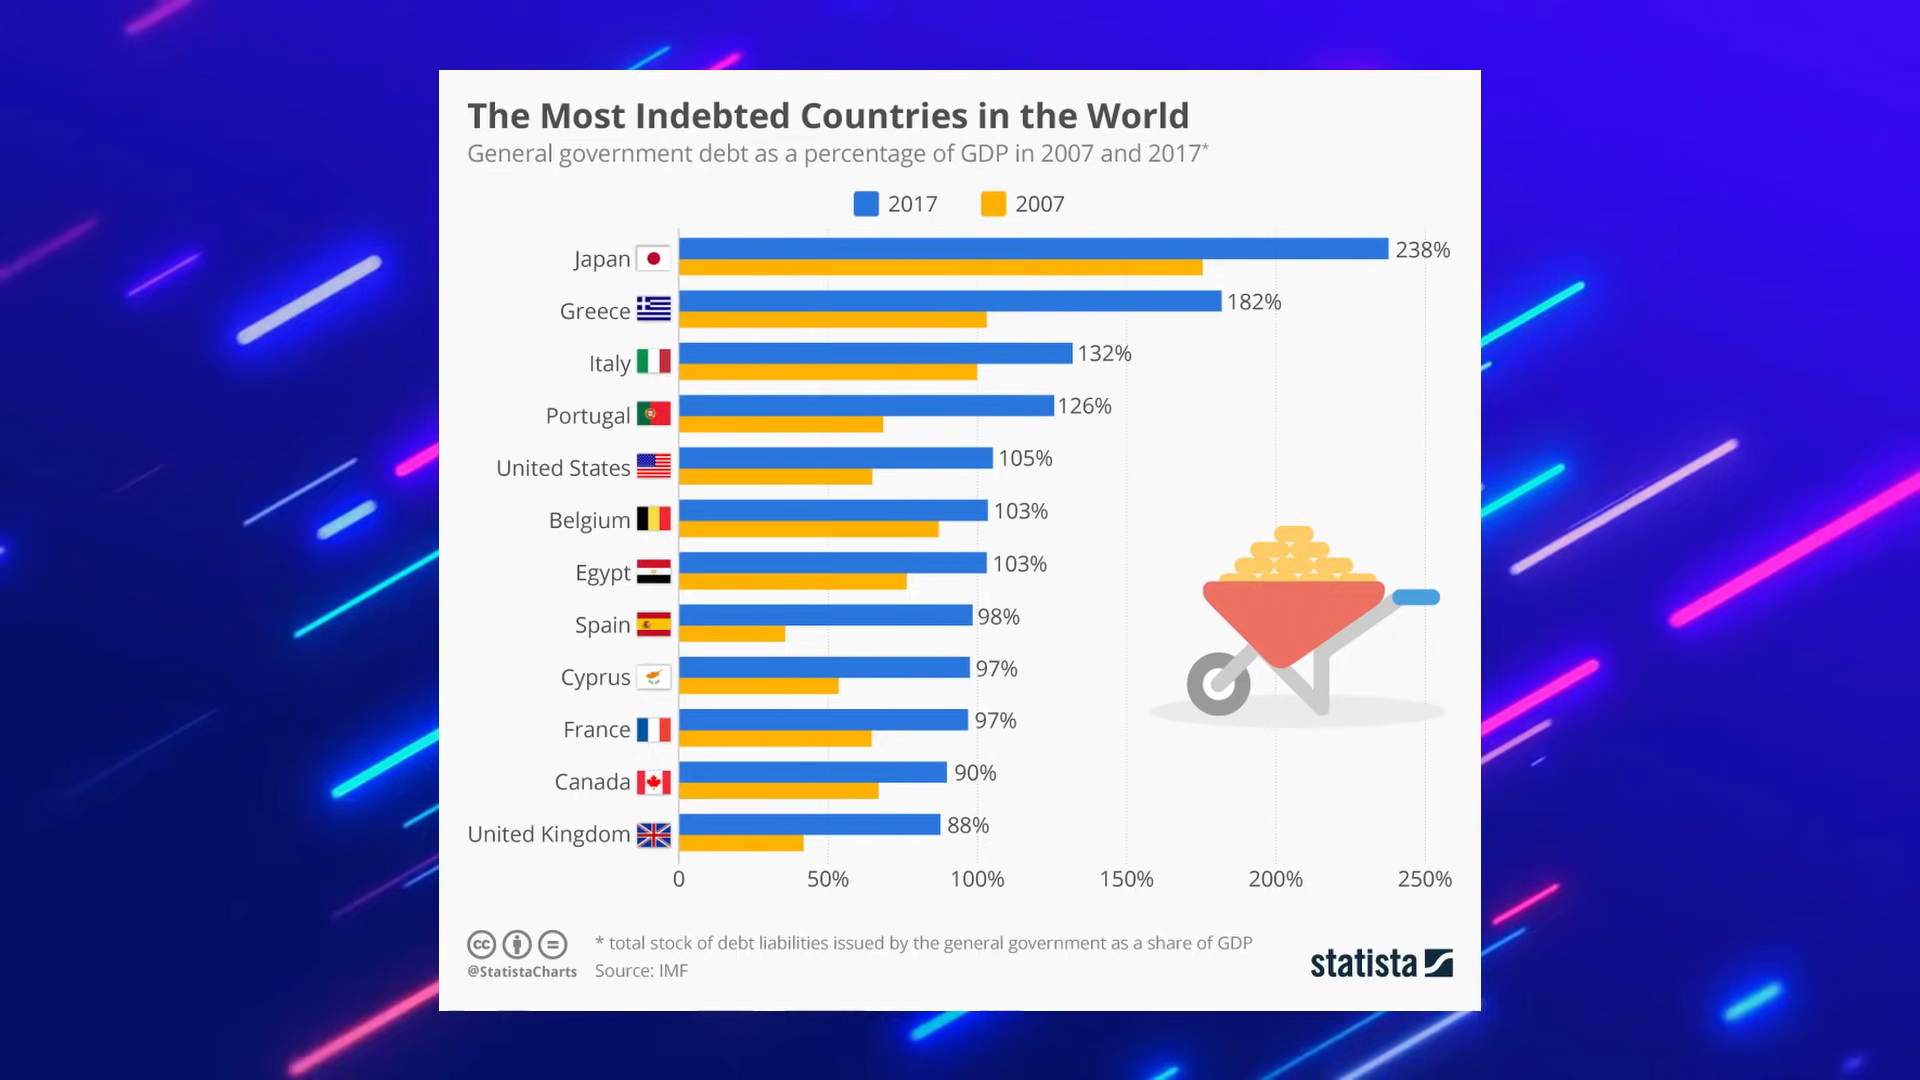 The Most Indebted Countries in the World
General government debt as a percentage of GDP in 2007 and 2017*
2017 2007
Japan 238%
Greece 182%
Italy 132%
Portugal 126%
United States 105%
Belgium 103%
Egypt 103%
Spain 98%
Cyprus 97%
France 97%
Canada 90%
United Kingdom 88%
0 50% 100% 150% 200% 250%
cc
@StatistaCharts
* total stock of debt liabilities issued by the general government as a share of GDP
Source: IMF
statista